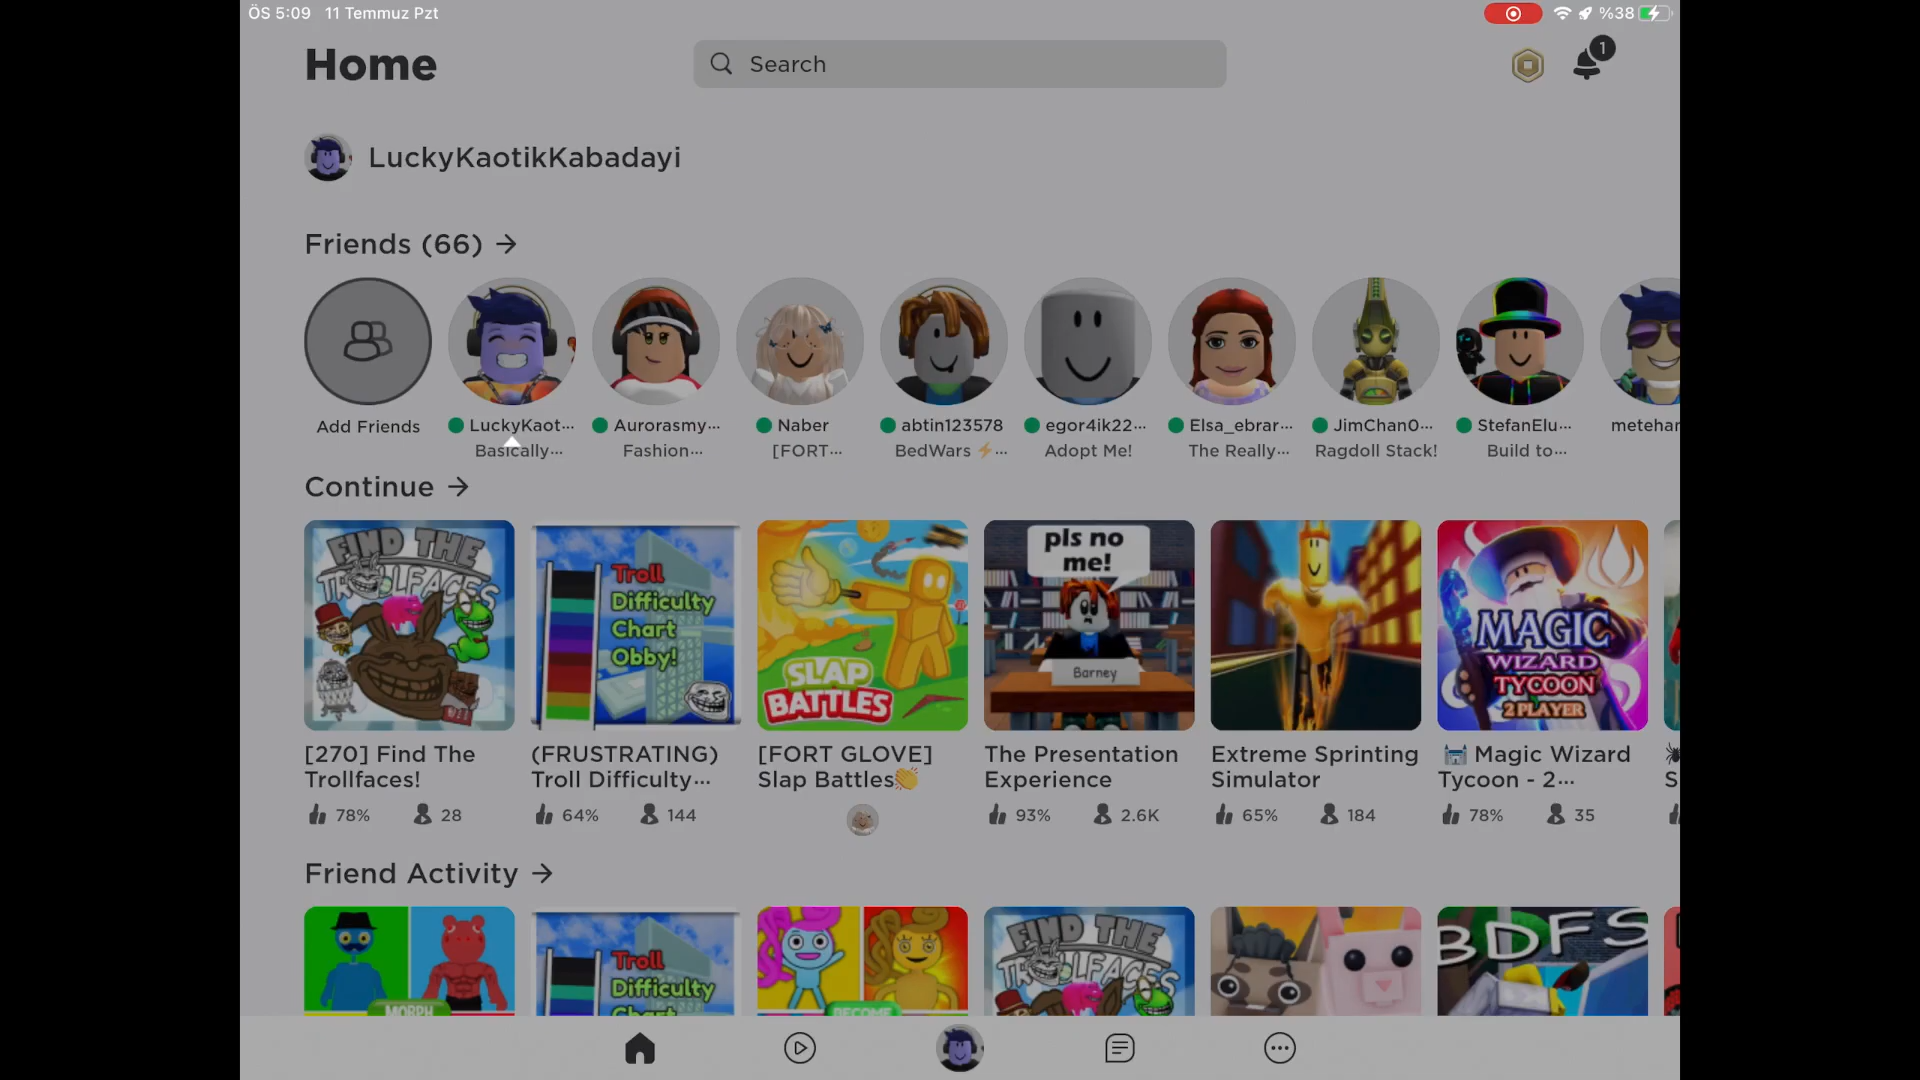 ÖS 5:09 11 Temmuz Pzt
%38
Home
Search
1
LuckyKaotikKabadayi
Friends (66) →
Add Friends
LuckyKaot...
Basically...
Aurorasmy...
Fashion...
Naber
[FORT...
abtin123578
BedWars ⚡...
egor4ik22...
Adopt Me!
Elsa_ebrar...
The Really...
JimChan0...
Ragdoll Stack!
StefanElu...
Build to...
metehar
Continue →
FIND THE
TROLLFACES
Troll
Difficulty
Chart
Obby!
SLAP
BATTLES
pls no
me!
Barney
MAGIC
WIZARD
TYCOON
2 PLAYER
[270] Find The
Trollfaces!
78% 28
(FRUSTRATING)
Troll Difficulty...
64% 144
[FORT GLOVE]
Slap Battles👏
The Presentation
Experience
93% 2.6K
Extreme Sprinting
Simulator
65% 184
🏰 Magic Wizard
Tycoon - 2...
78% 35
S
Friend Activity →
MORPH
Troll
Difficulty
Chart
BECOME
FIND THE
TROLLFACES
BDFS